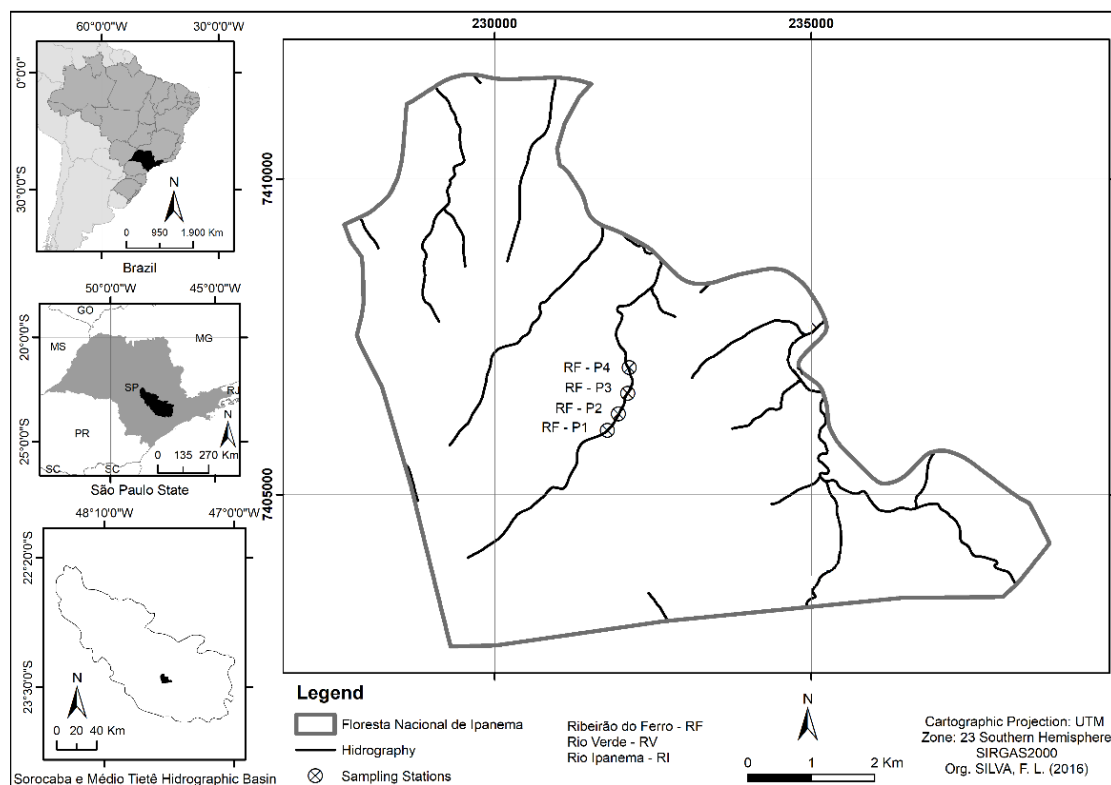 60°0'0"W
30°0'0"W
0°0'0"
30°0'0"S
N
0 950 1.900 Km
Brazil
50°0'0"W
45°0'0"W
20°0'0"S
25°0'0"S
GO
MS
MG
SP
RJ
PR
SC
SC
N
0 135 270 Km
São Paulo State
48°10'0"W
47°0'0"W
22°20'0"S
23°30'0"S
N
0 20 40 Km
Sorocaba e Médio Tietê Hidrographic Basin
230000
235000
7410000
7405000
RF - P4
RF - P3
RF - P2
RF - P1
Legend
Floresta Nacional de Ipanema
Hidrography
Sampling Stations
Ribeirão do Ferro - RF
Rio Verde - RV
Rio Ipanema - RI
N
0 1 2 Km
Cartographic Projection: UTM
Zone: 23 Southern Hemisphere
SIRGAS2000
Org. SILVA, F. L. (2016)